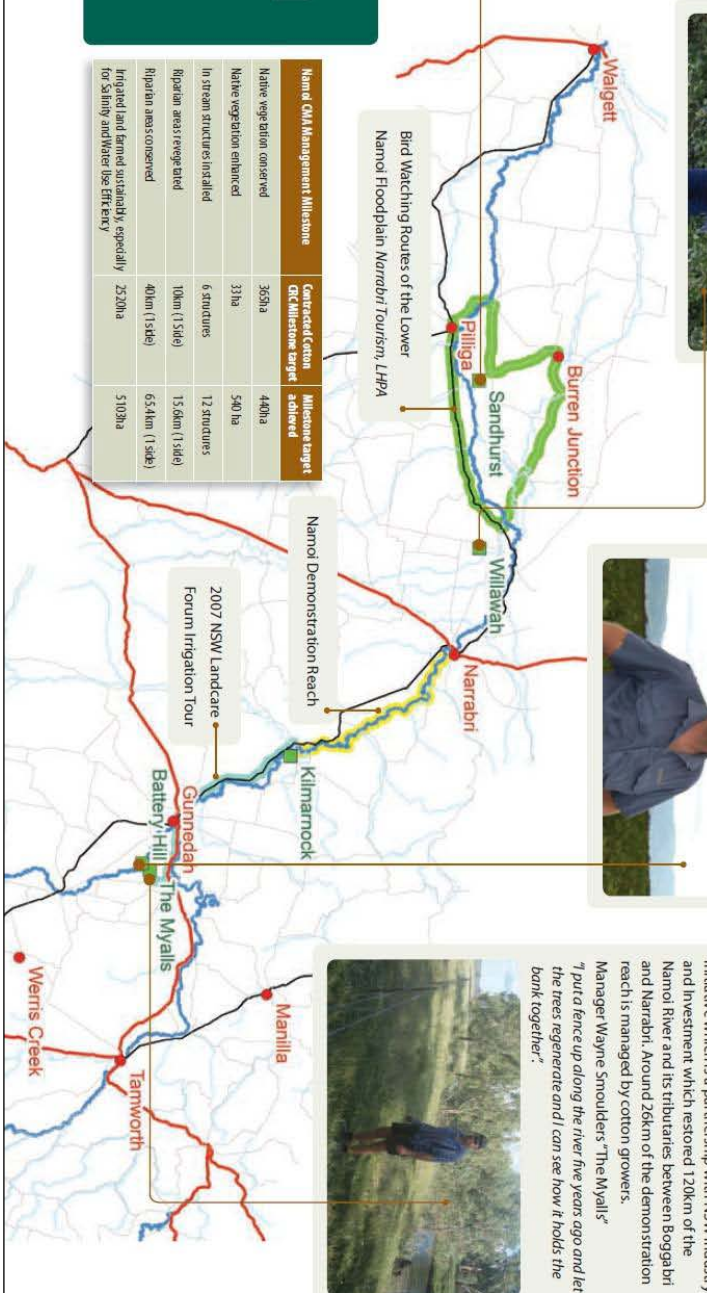 and Investment which restored 120km of the
Namoi River and its tributaries between Boggabri
and Narrabri. Around 26km of the demonstration
reach is managed by cotton growers.
Manager Wayne Smoulders "The Myalls"
"I put a fence up along the river five years ago and let
the trees regenerate and I can see how it holds the
bank together".
Walgett
Burren Junction
Pilliga
Sandhurst
Willawah
Narrabri
Bird Watching Routes of the Lower
Namoi Floodplain Narrabri Tourism, LHPA
Namoi Demonstration Reach
Kilmarnock
2007 NSW Landcare
Forum Irrigation Tour
Gunnedah
Battery Hill
The Myalls
Manilla
Tamworth
Werris Creek
Namoi CMA Management Milestone
Contracted Cotton
CRC Milestone target
Milestone target
achieved
Native vegetation conserved 365ha 440ha
Native vegetation enhanced 33 ha 540 ha
In stream structures installed 6 structures 12 structures
Riparian areas revegetated 10km (1 Side) 15.6km (1 side)
Riparian areas conserved 40km (1 side) 65.4km (1 side)
Irrigated land farmed sustainably, especially
for Salinity and Water Use Efficiency
2520ha 5103ha